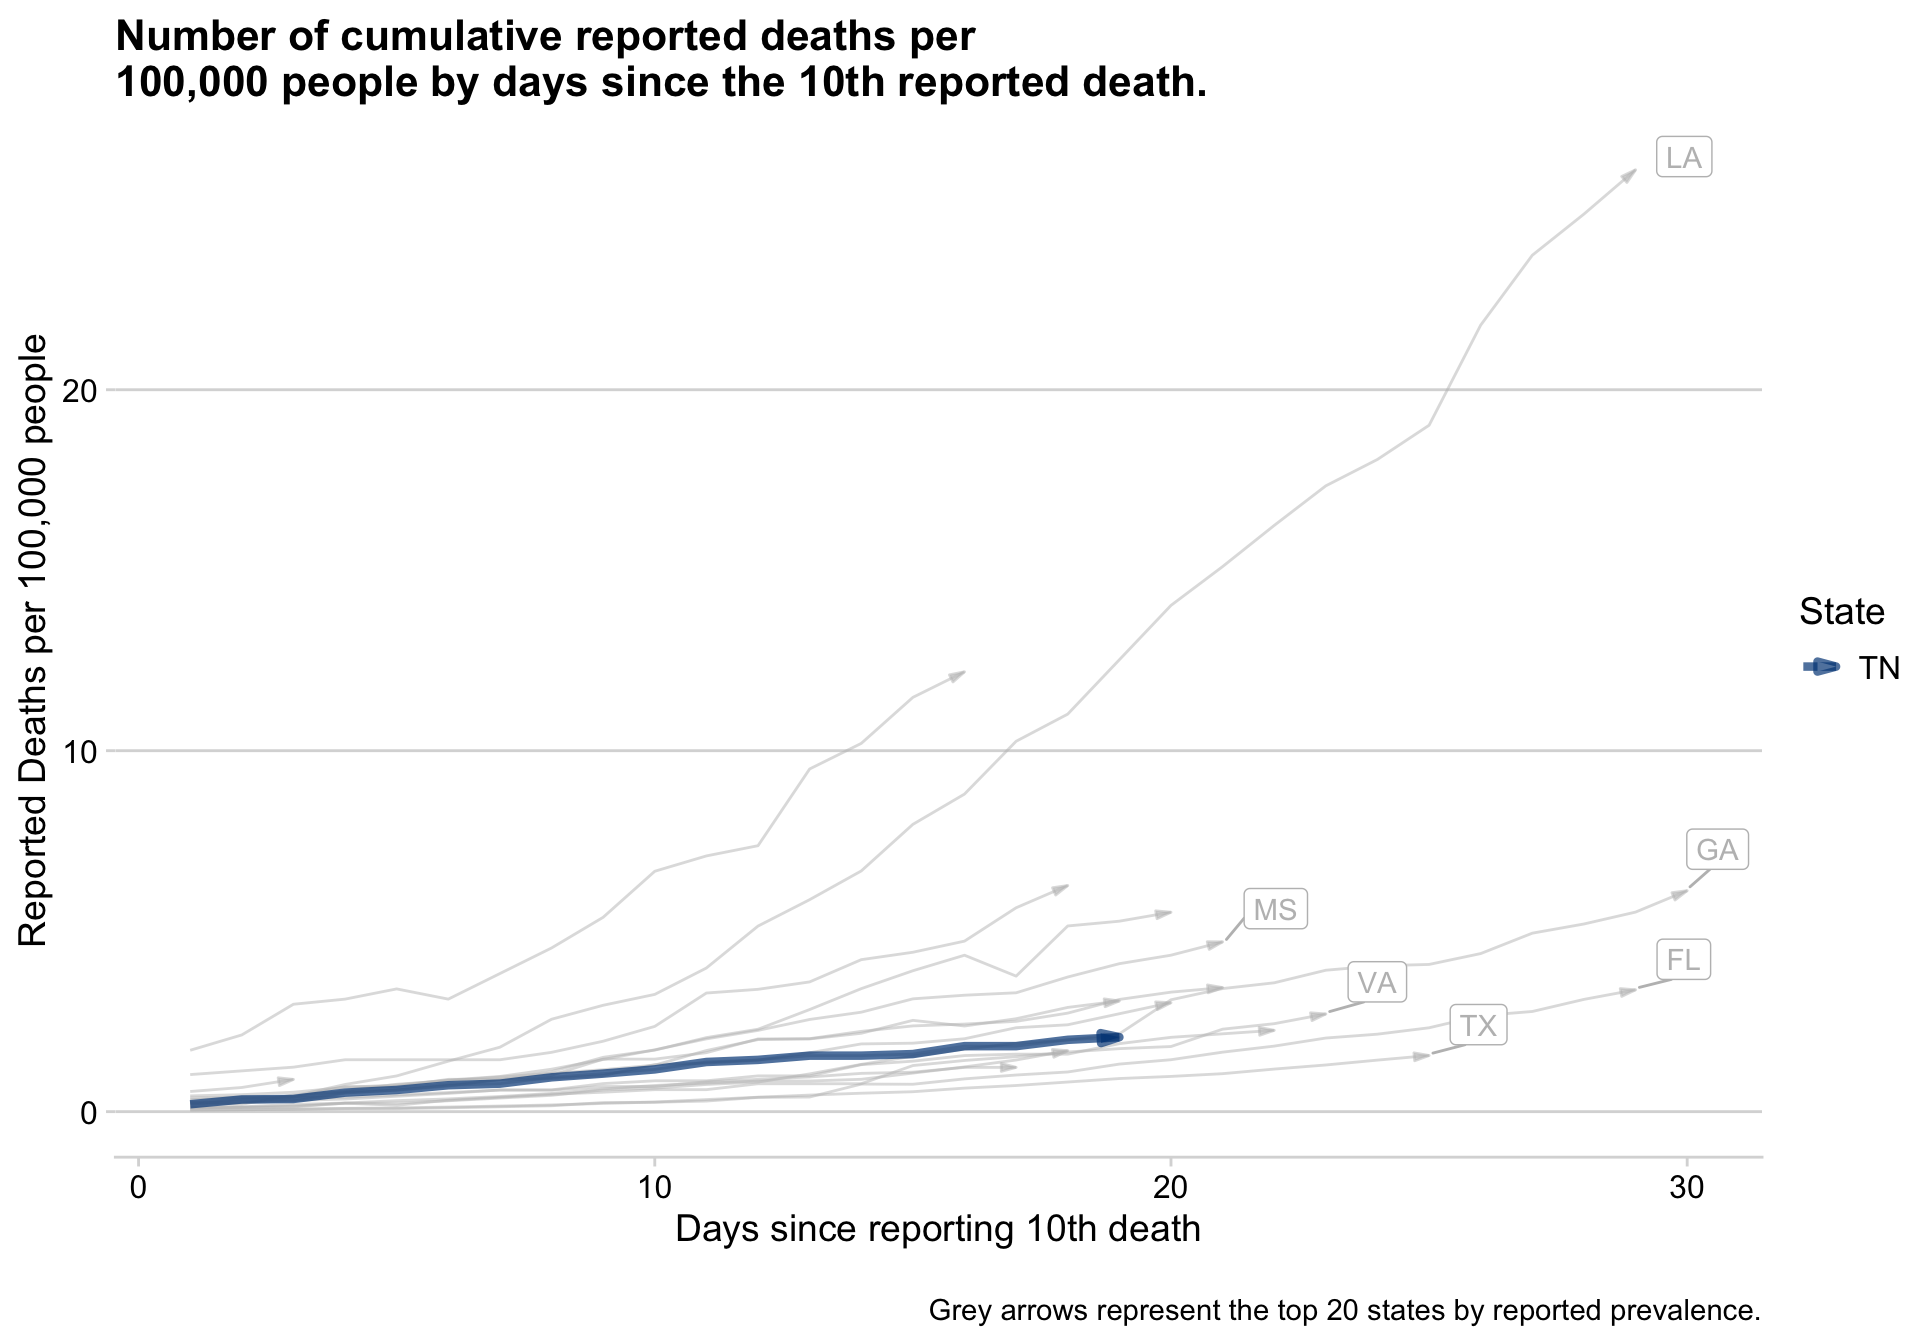 Number of cumulative reported deaths per
100,000 people by days since the 10th reported death.
LA
20
10
0
GA
MS
FL
VA
TX
Reported Deaths per 100,000 people
State
TN
0
10
20
30
Days since reporting 10th death
Grey arrows represent the top 20 states by reported prevalence.